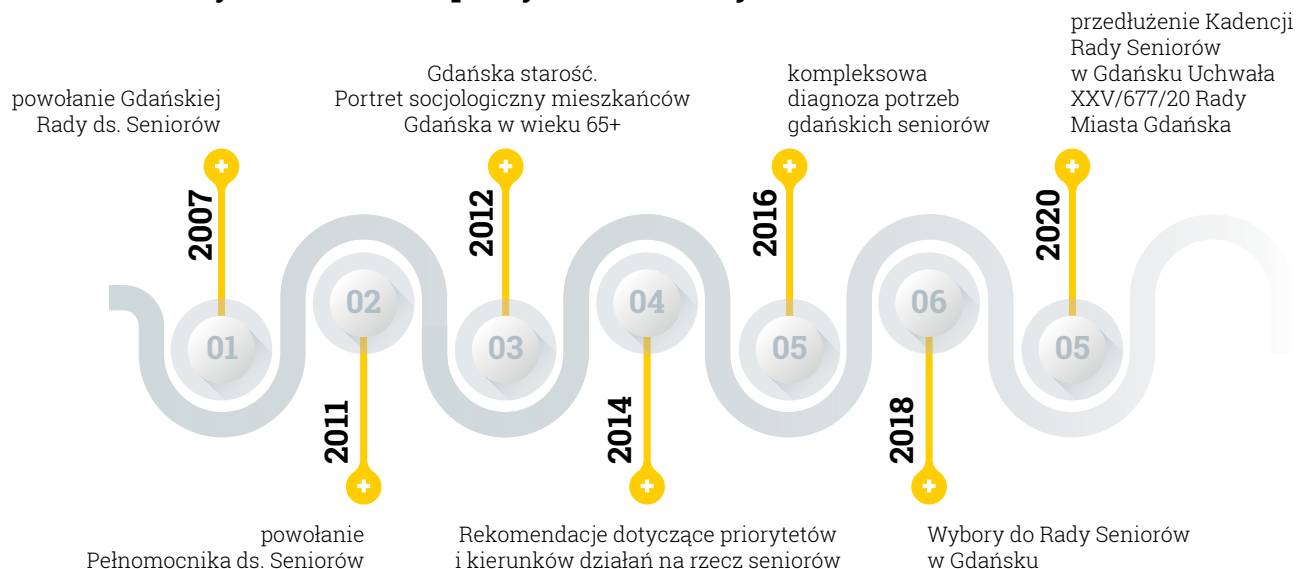 powołanie Gdańskiej
Rady ds. Seniorów
2007
01
powołanie
Pełnomocnika ds. Seniorów
2011
02
Gdańska starość.
Portret socjologiczny mieszkańców
Gdańska w wieku 65+
2012
03
Rekomendacje dotyczące priorytetów
i kierunków działań na rzecz seniorów
2014
04
kompleksowa
diagnoza potrzeb
gdańskich seniorów
2016
05
Wybory do Rady Seniorów
w Gdańsku
2018
06
przedłużenie Kadencji
Rady Seniorów
w Gdańsku Uchwała
XXV/677/20 Rady
Miasta Gdańska
2020
05